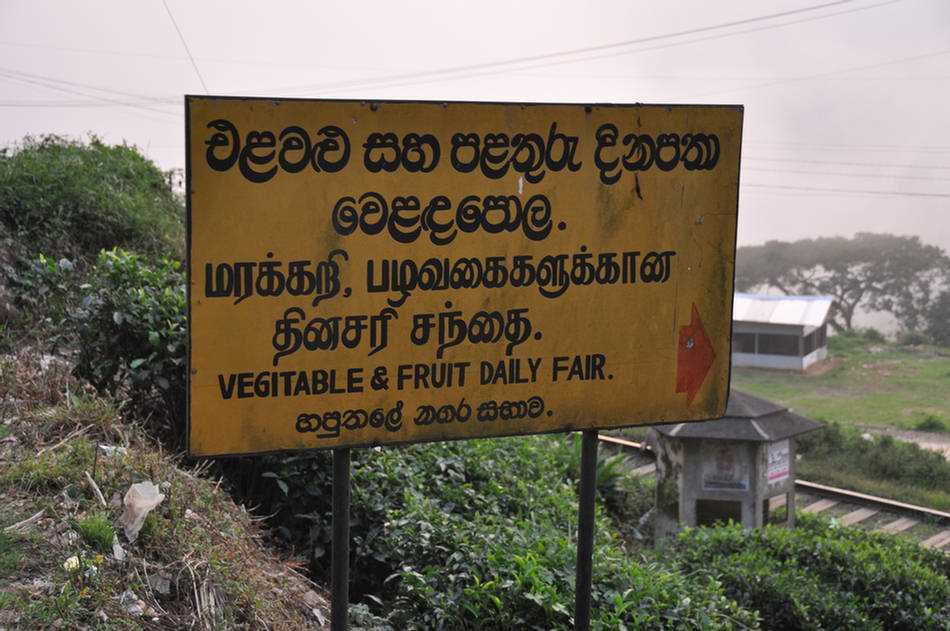 එළවළු සහ පළතුරු දිනපතා
වෙළඳපොල.
மரக்கறி, பழவகைகளுக்கான
தினசரி சந்தை.
VEGITABLE & FRUIT DAILY FAIR.
හපුතලේ නගර සභාව.